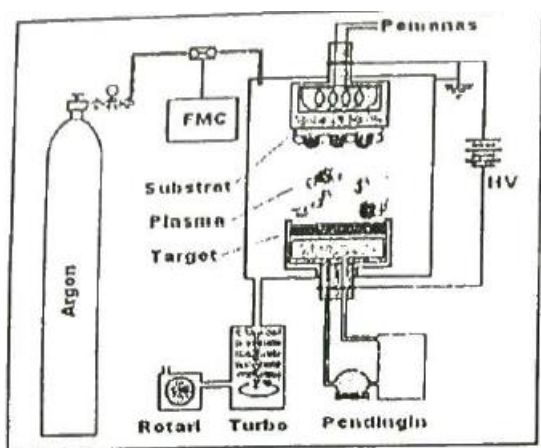 Pemanas
FMC
HV
Substrat
Plasma
Target
Argon
Rotari
Turbo
Pendingin